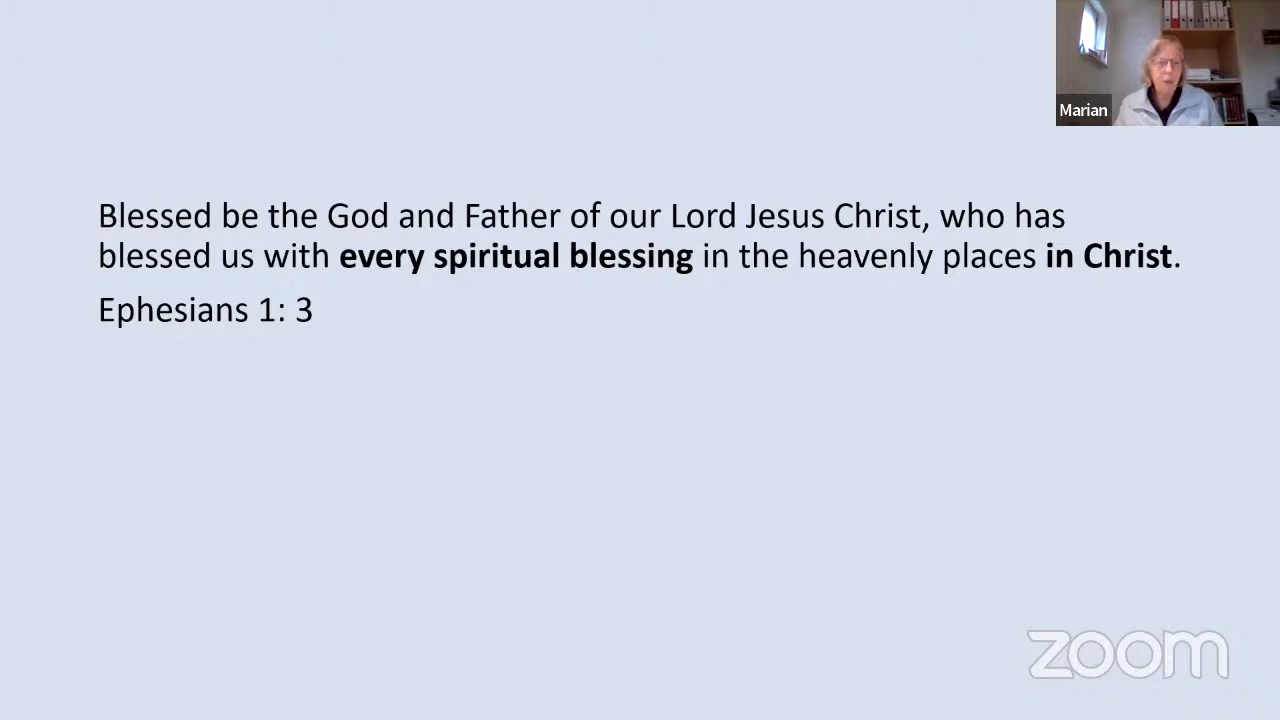 Marian
Blessed be the God and Father of our Lord Jesus Christ, who has
blessed us with every spiritual blessing in the heavenly places in Christ.
Ephesians 1: 3
zoom